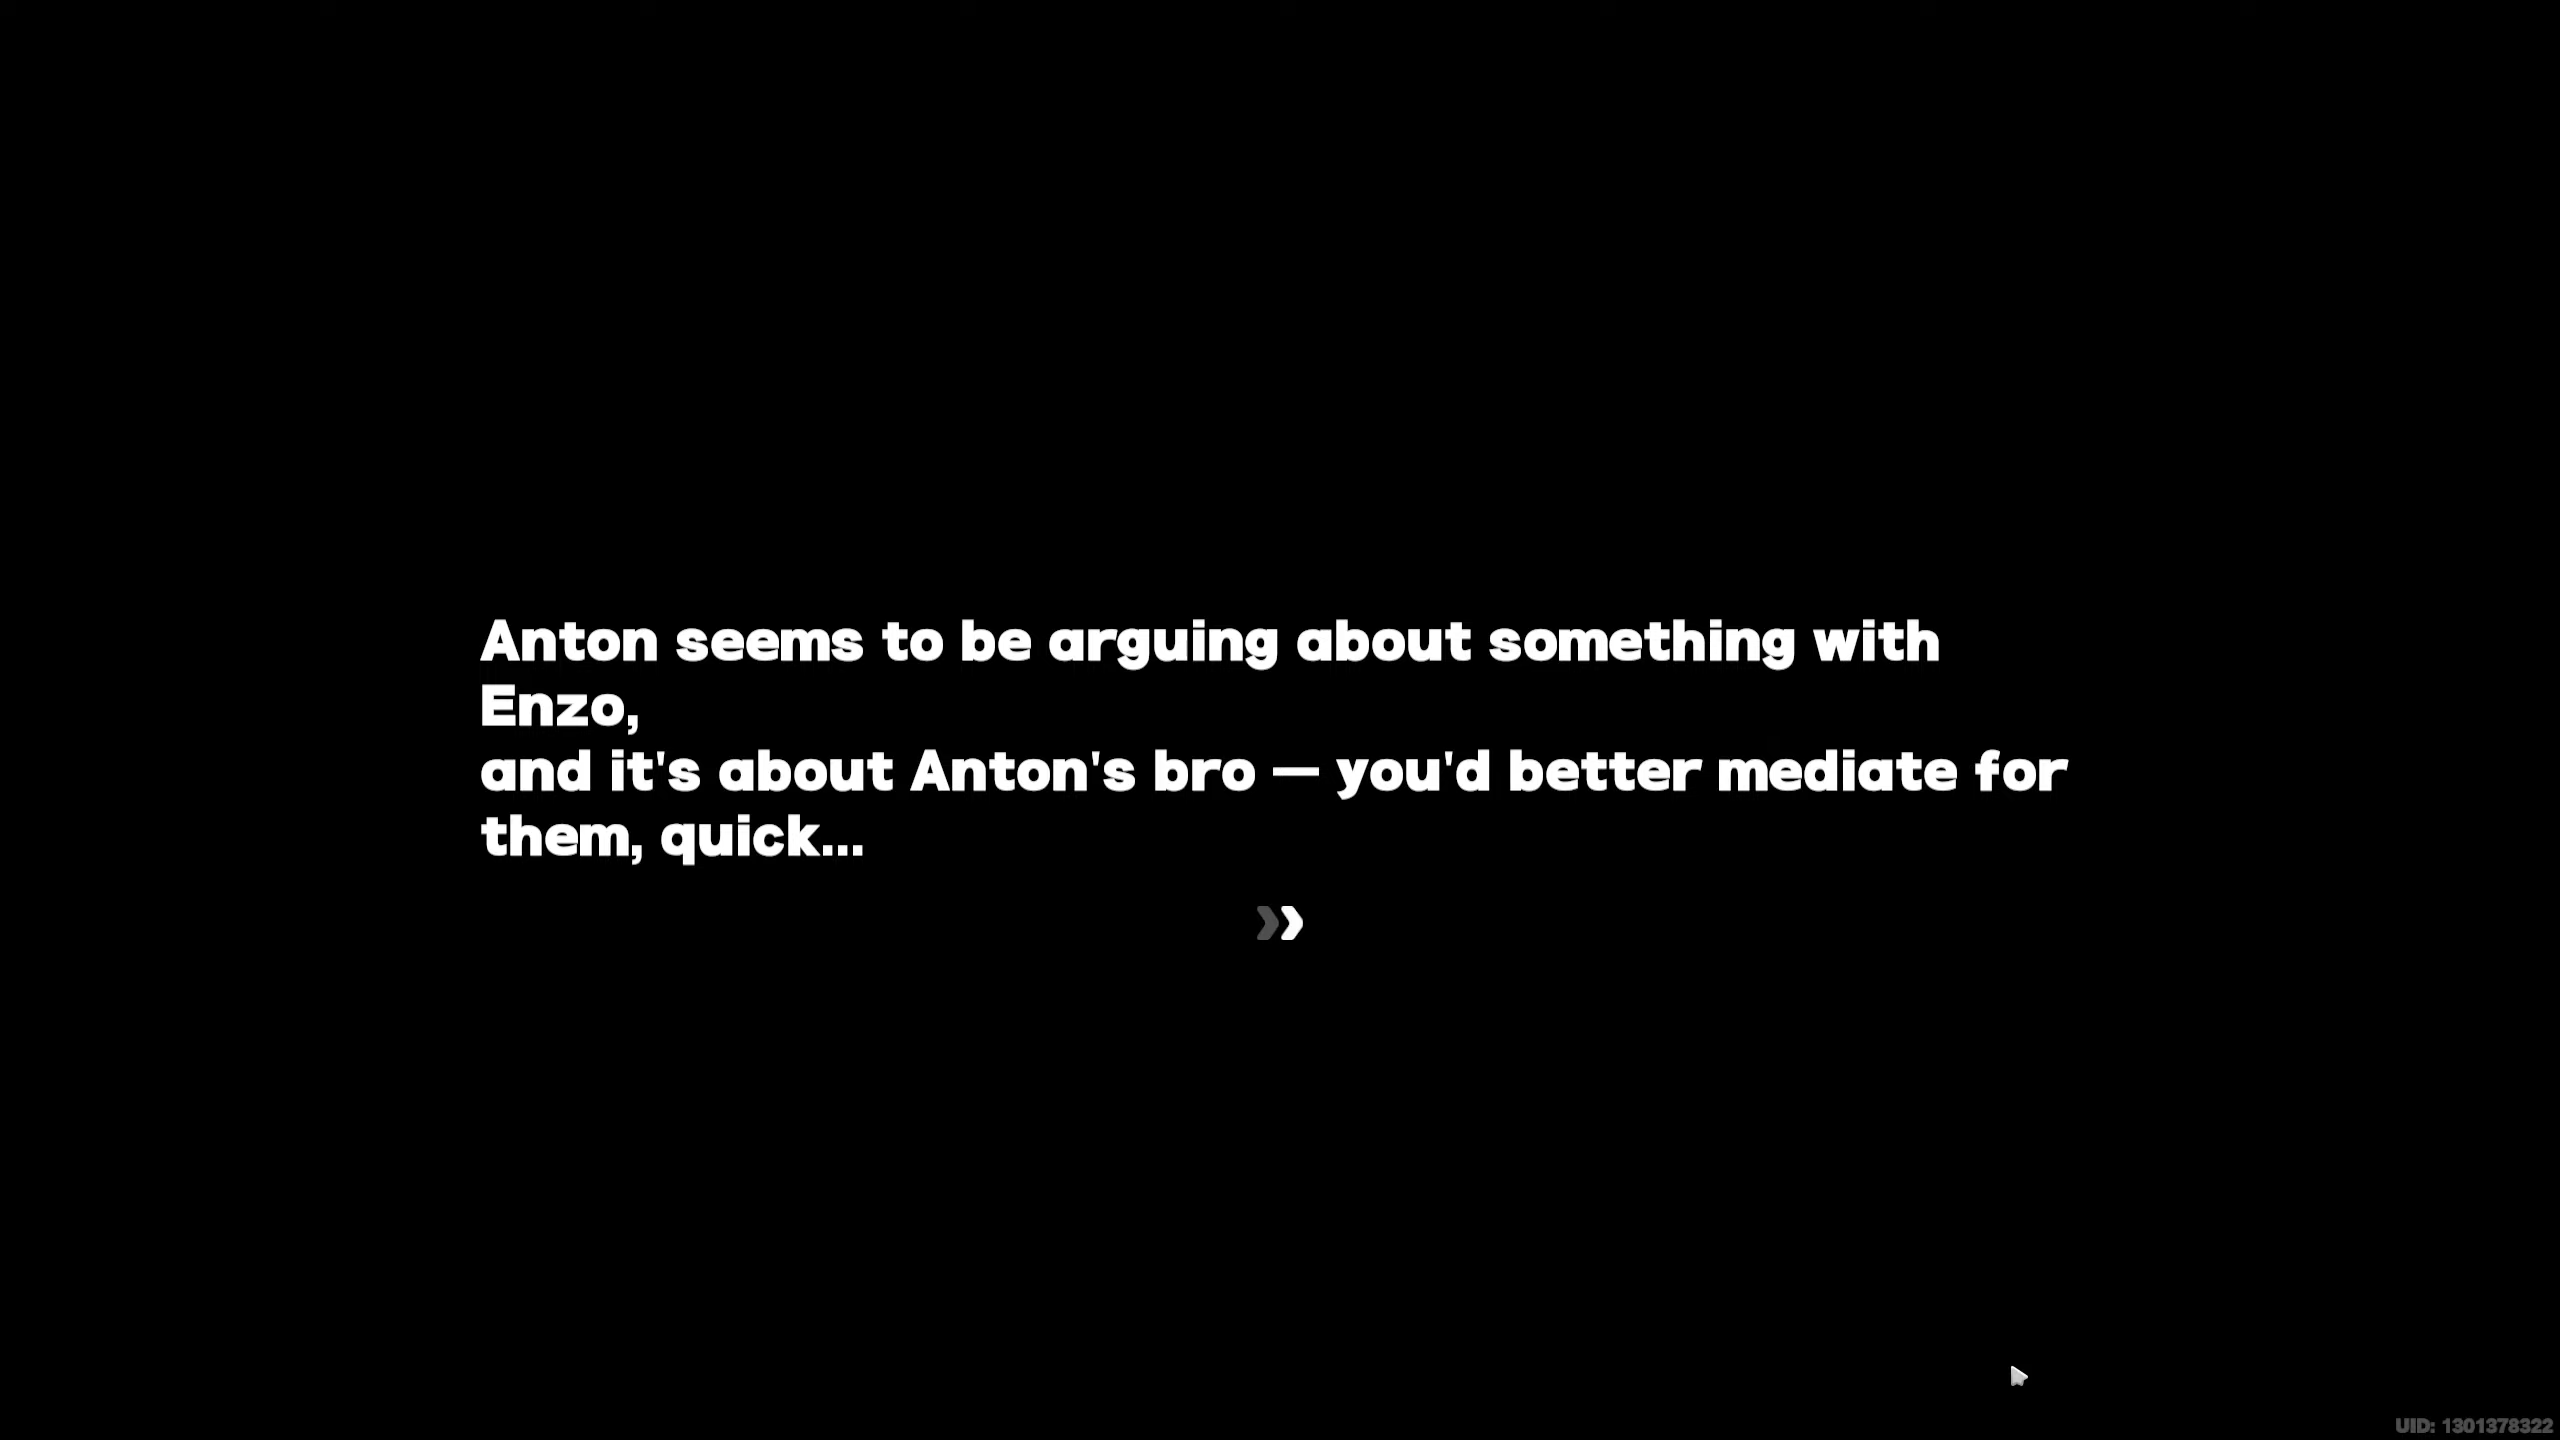 Anton seems to be arguing about something with
Enzo,
and it's about Anton's bro — you'd better mediate for
them, quick...
UID: 1301378322